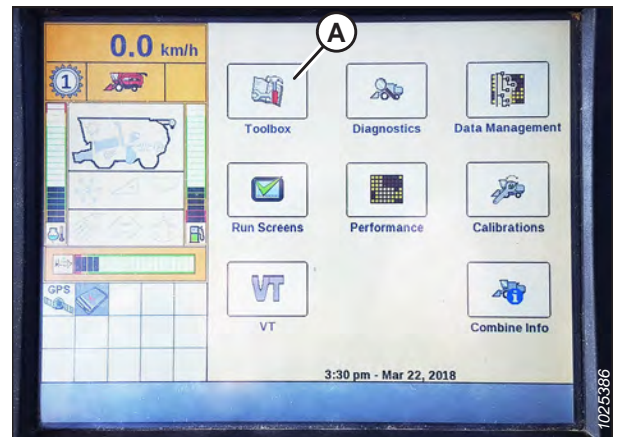 A
0.0 km/h
1
Toolbox
Diagnostics
Data Management
Run Screens
Performance
Calibrations
GPS
VT
VT
Combine Info
3:30 pm - Mar 22, 2018
1025386